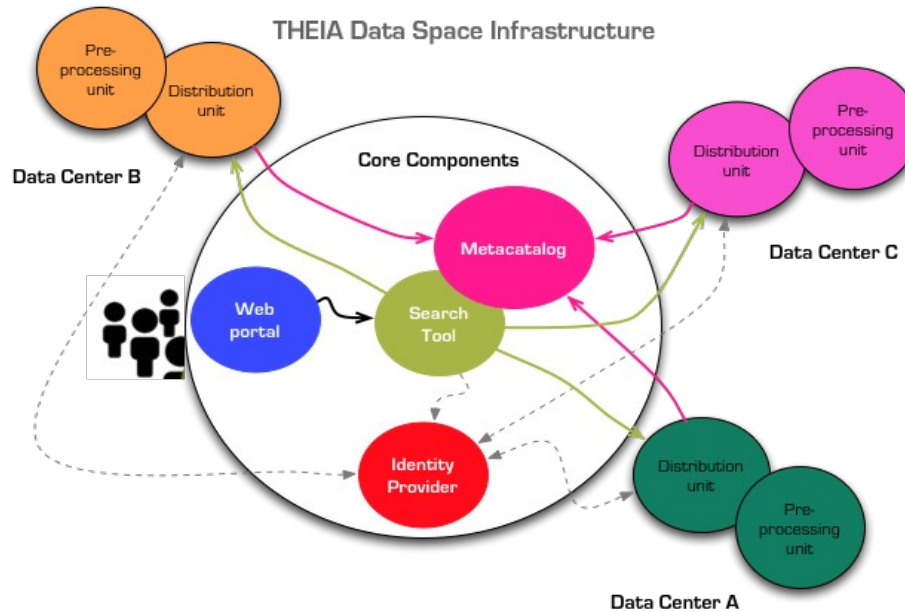 THEIA Data Space Infrastructure
Pre-
processing
unit
Distribution
unit
Data Center B
Core Components
Metacatalog
Distribution
unit
Pre-
processing
unit
Data Center C
Web
portal
Search
Tool
Identity
Provider
Distribution
unit
Pre-
processing
unit
Data Center A